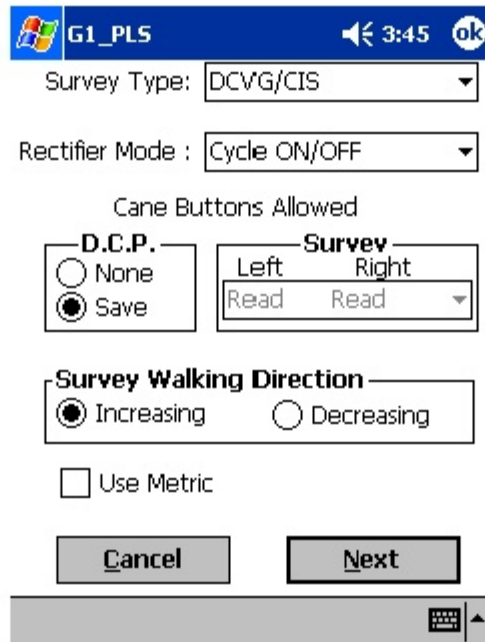 G1_PLS 3:45 ok
Survey Type: DCVG/CIS
Rectifier Mode : Cycle ON/OFF
Cane Buttons Allowed
D.C.P. Survey
None Left Right
Save Read Read
Survey Walking Direction
Increasing Decreasing
Use Metric
Cancel Next